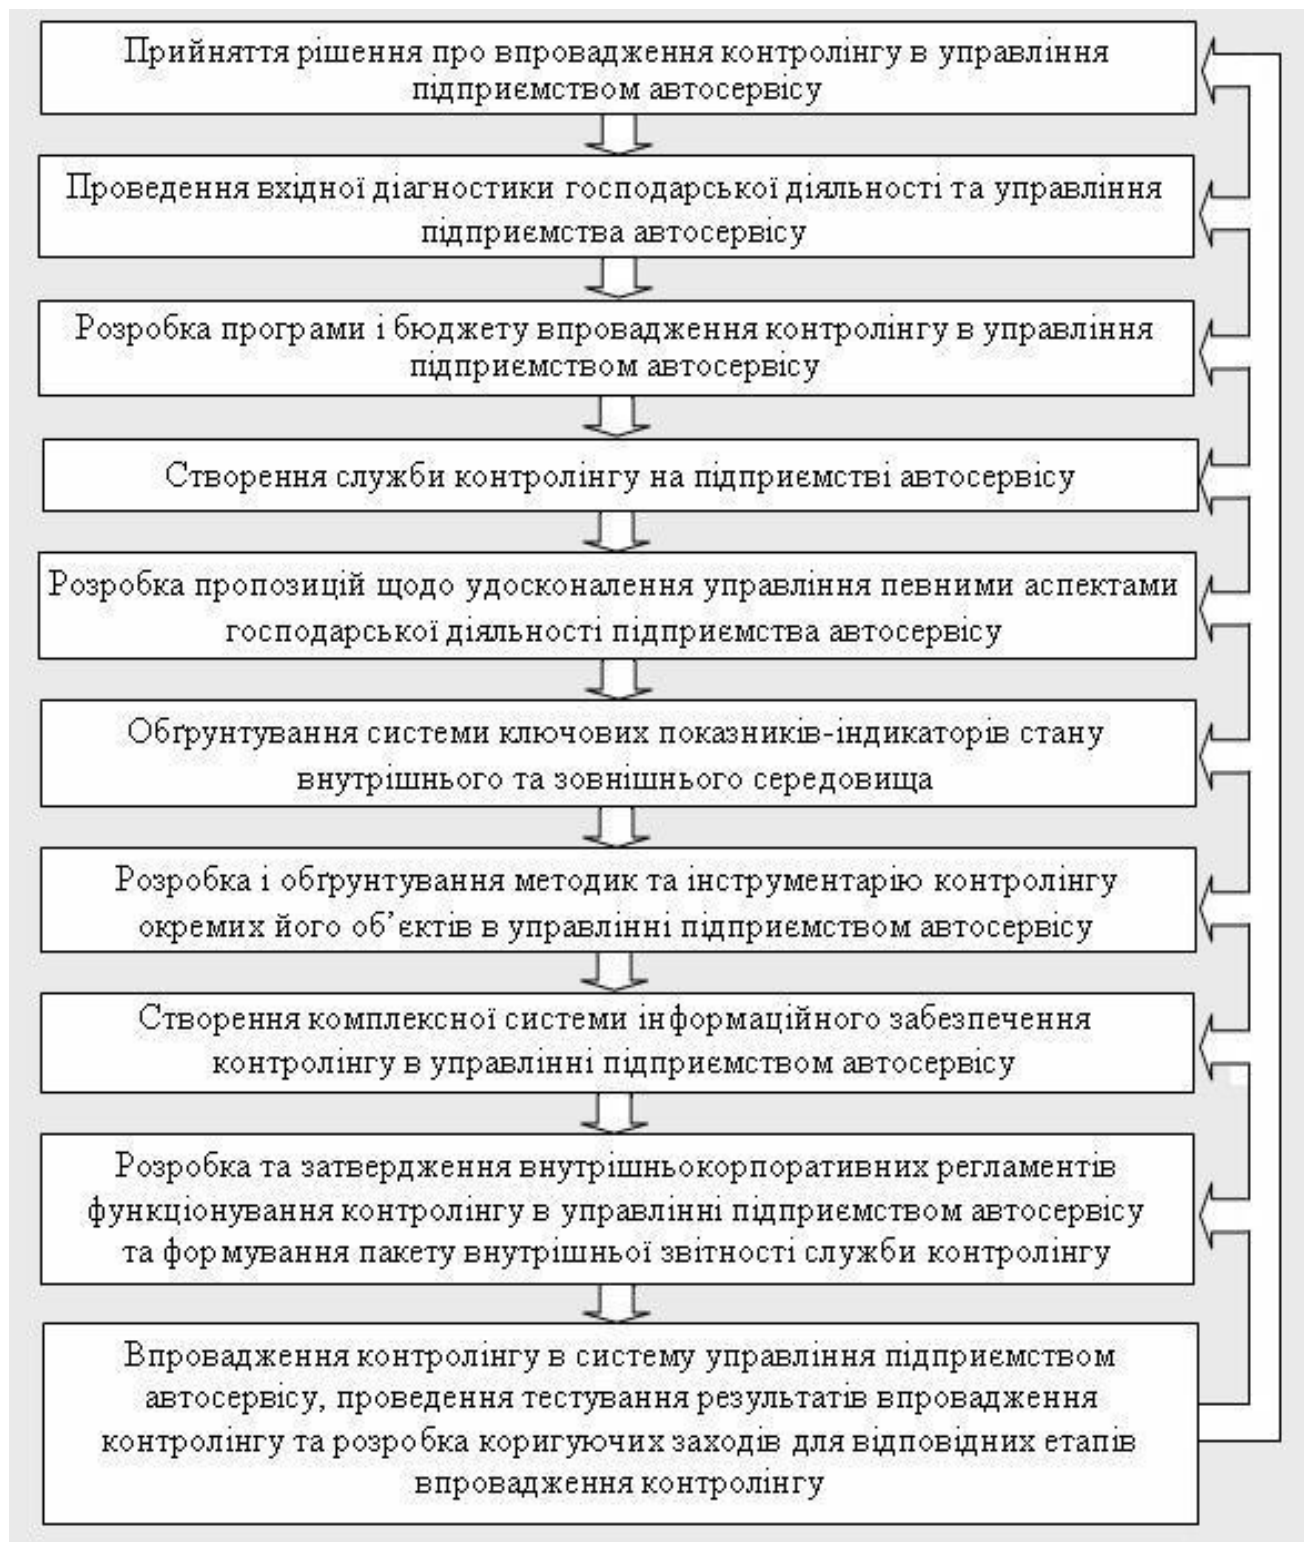 Прийняття рішення про впровадження контролінгу в управління
підприємством автосервісу
Проведення вхідної діагностики господарської діяльності та управління
підприємства автосервісу
Розробка програми і бюджету впровадження контролінгу в управління
підприємством автосервісу
Створення служби контролінгу на підприємстві автосервісу
Розробка пропозицій щодо удосконалення управління певними аспектами
господарської діяльності підприємства автосервісу
Обґрунтування системи ключових показників-індикаторів стану
внутрішнього та зовнішнього середовища
Розробка і обґрунтування методик та інструментарію контролінгу
окремих його об’єктів в управлінні підприємством автосервісу
Створення комплексної системи інформаційного забезпечення
контролінгу в управлінні підприємством автосервісу
Розробка та затвердження внутрішньокорпоративних регламентів
функціонування контролінгу в управлінні підприємством автосервісу
та формування пакету внутрішньої звітності служби контролінгу
Впровадження контролінгу в систему управління підприємством
автосервісу, проведення тестування результатів впровадження
контролінгу та розробка коригуючих заходів для відповідних етапів
впровадження контролінгу